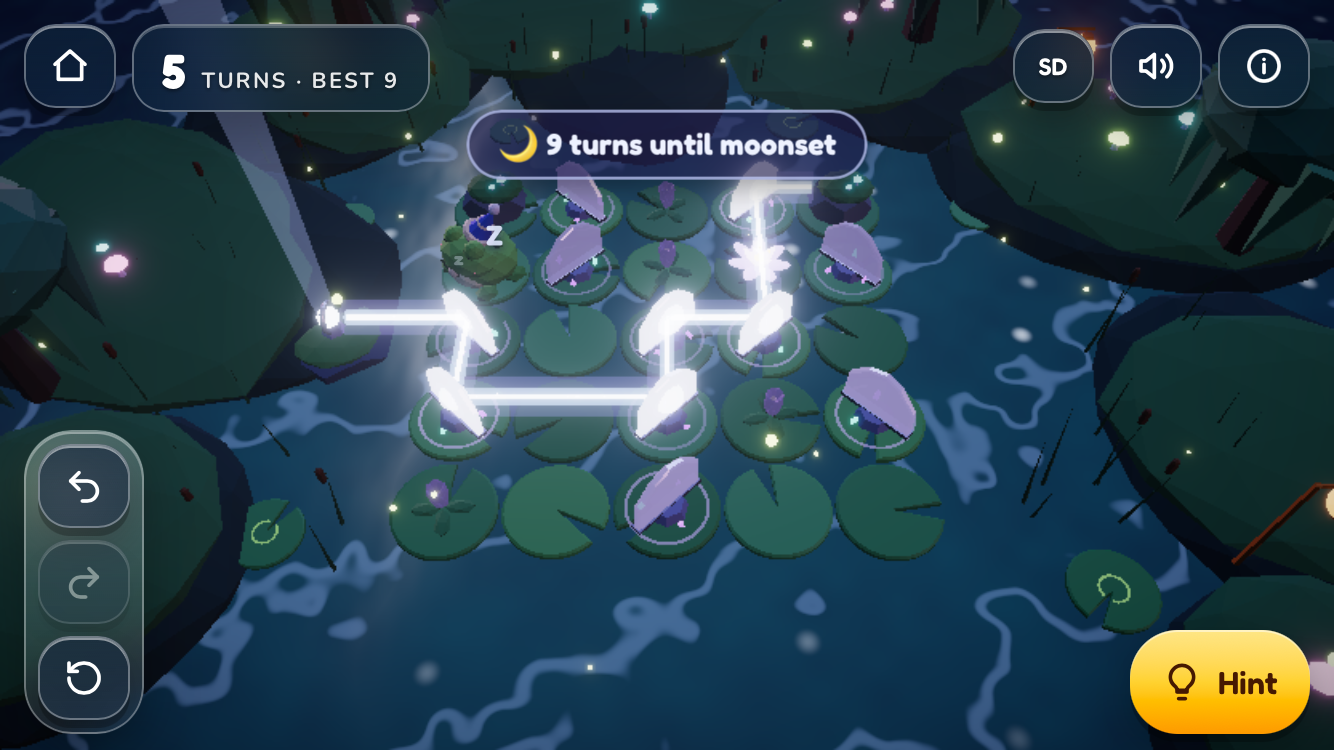 5 TURNS · BEST 9
SD
🌙 9 turns until moonset
Z
z
Hint